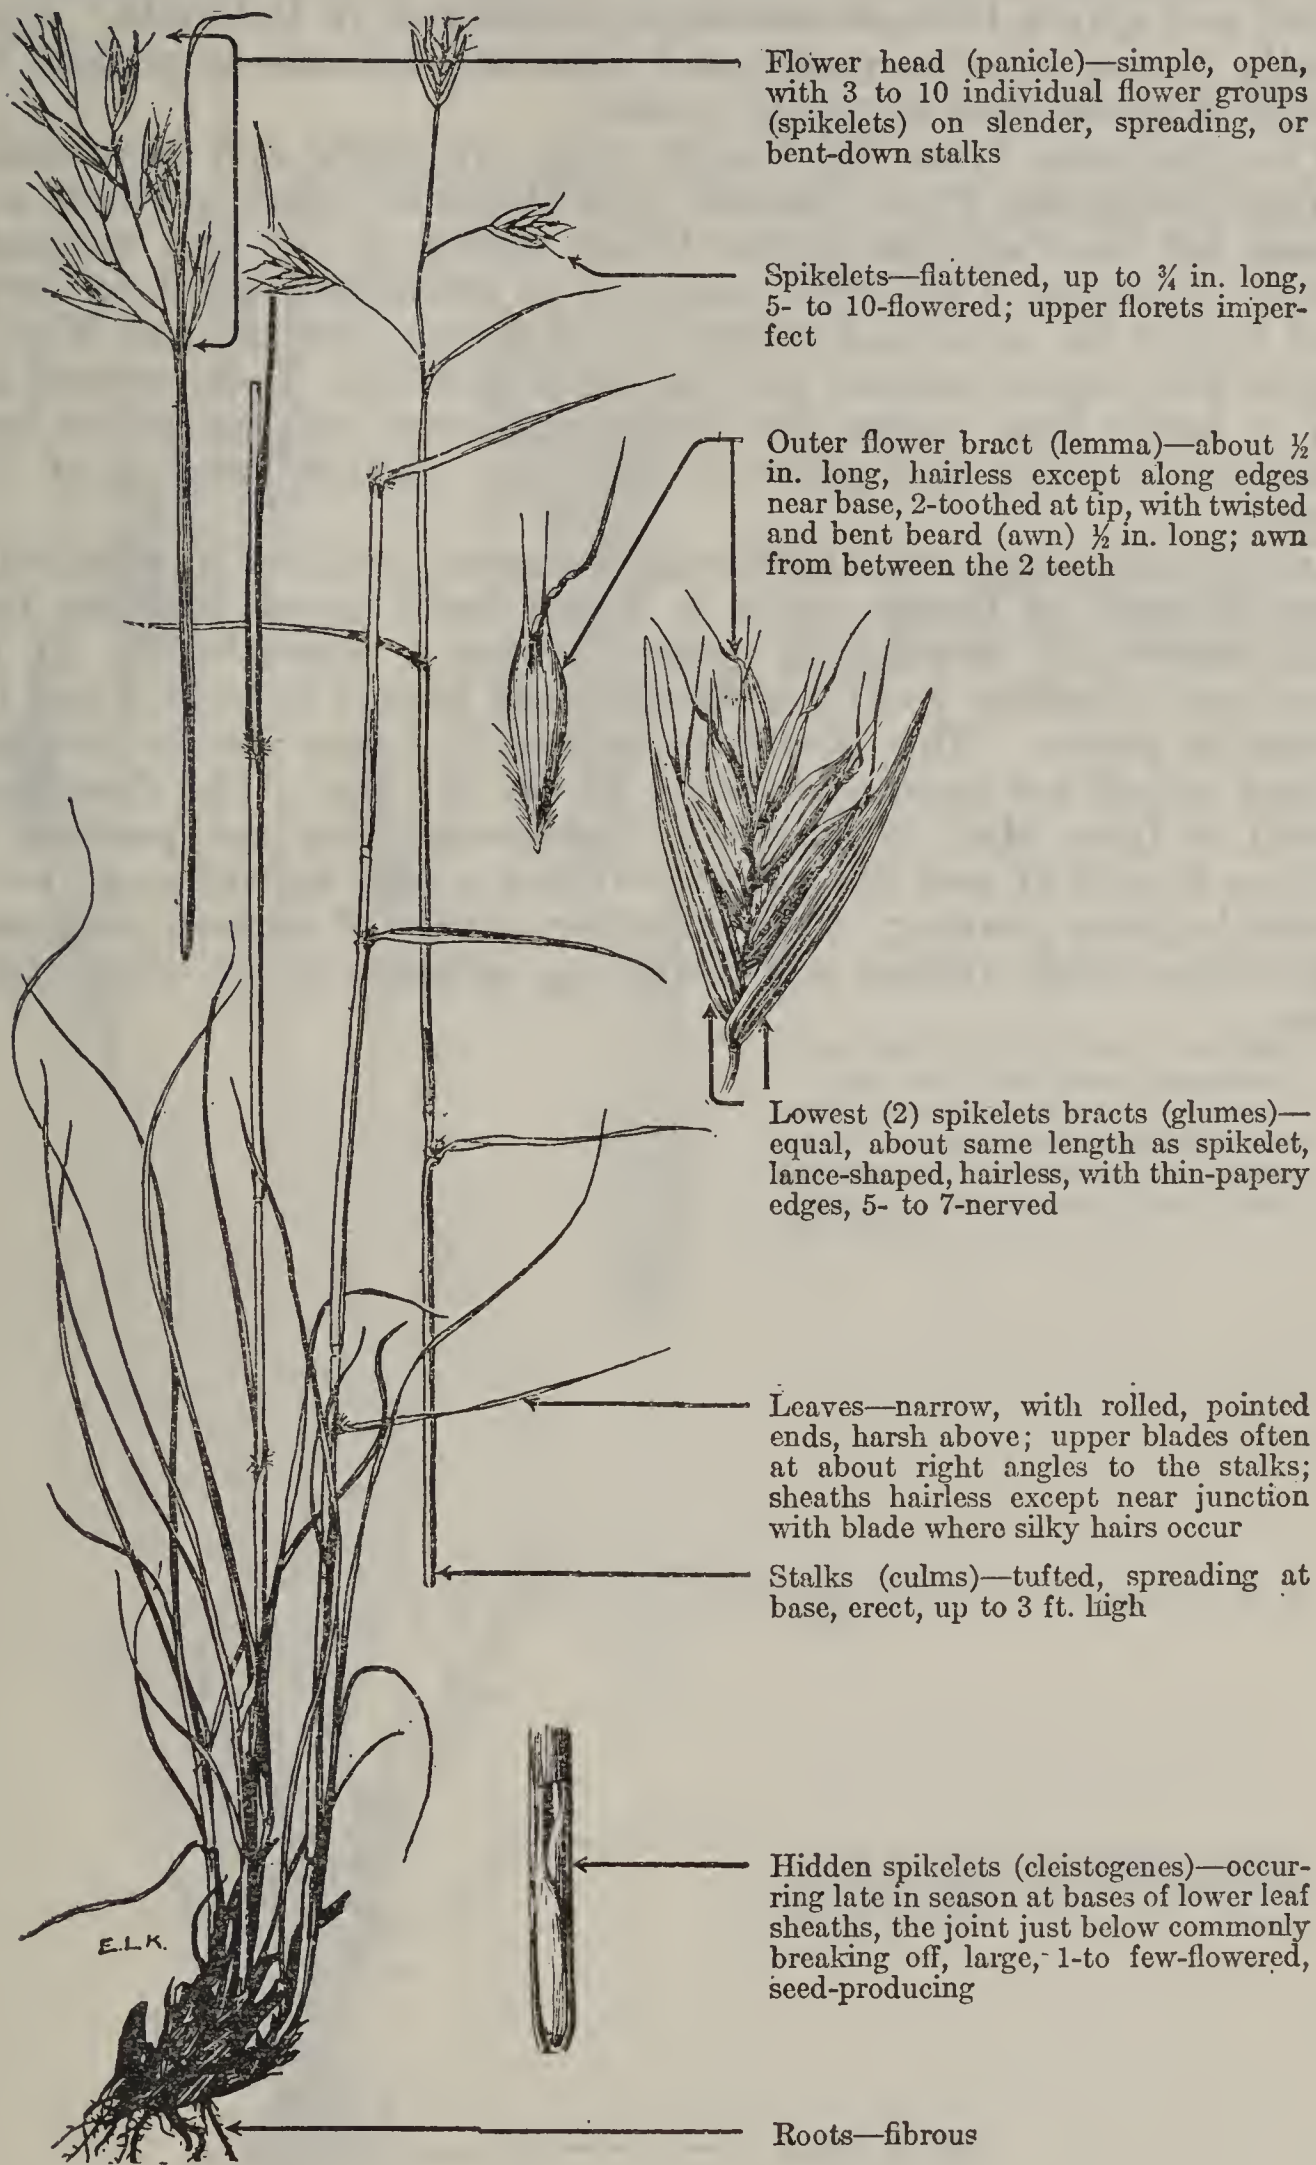 Flower head (panicle)—simple, open,
with 3 to 10 individual flower groups
(spikelets) on slender, spreading, or
bent-down stalks
Spikelets—flattened, up to ¾ in. long,
5- to 10-flowered; upper florets imper-
fect
Outer flower bract (lemma)—about ½
in. long, hairless except along edges
near base, 2-toothed at tip, with twisted
and bent beard (awn) ½ in. long; awn
from between the 2 teeth
Lowest (2) spikelets bracts (glumes)—
equal, about same length as spikelet,
lance-shaped, hairless, with thin-papery
edges, 5- to 7-nerved
Leaves—narrow, with rolled, pointed
ends, harsh above; upper blades often
at about right angles to the stalks;
sheaths hairless except near junction
with blade where silky hairs occur
Stalks (culms)—tufted, spreading at
base, erect, up to 3 ft. high
Hidden spikelets (cleistogenes)—occur-
ring late in season at bases of lower leaf
sheaths, the joint just below commonly
breaking off, large, 1-to few-flowered,
seed-producing
E.L.K.
Roots—fibrous